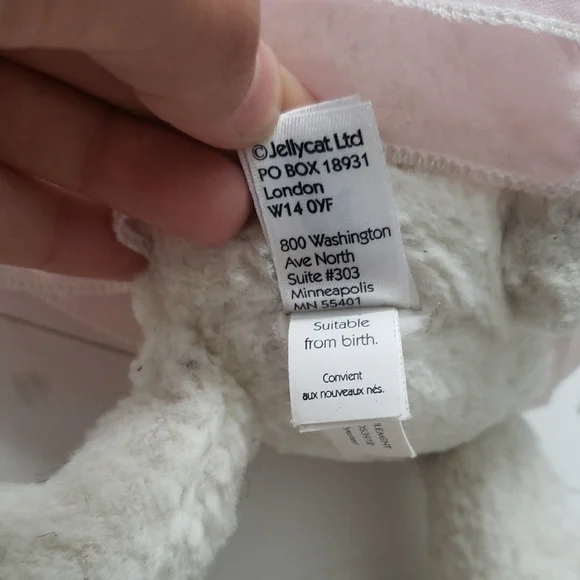 ©Jellycat Ltd
PO BOX 18931
London
W14 0YF
800 Washington
Ave North
Suite #303
Minneapolis
MN 55401
Suitable
from birth.
Convient
aux nouveaux nés.